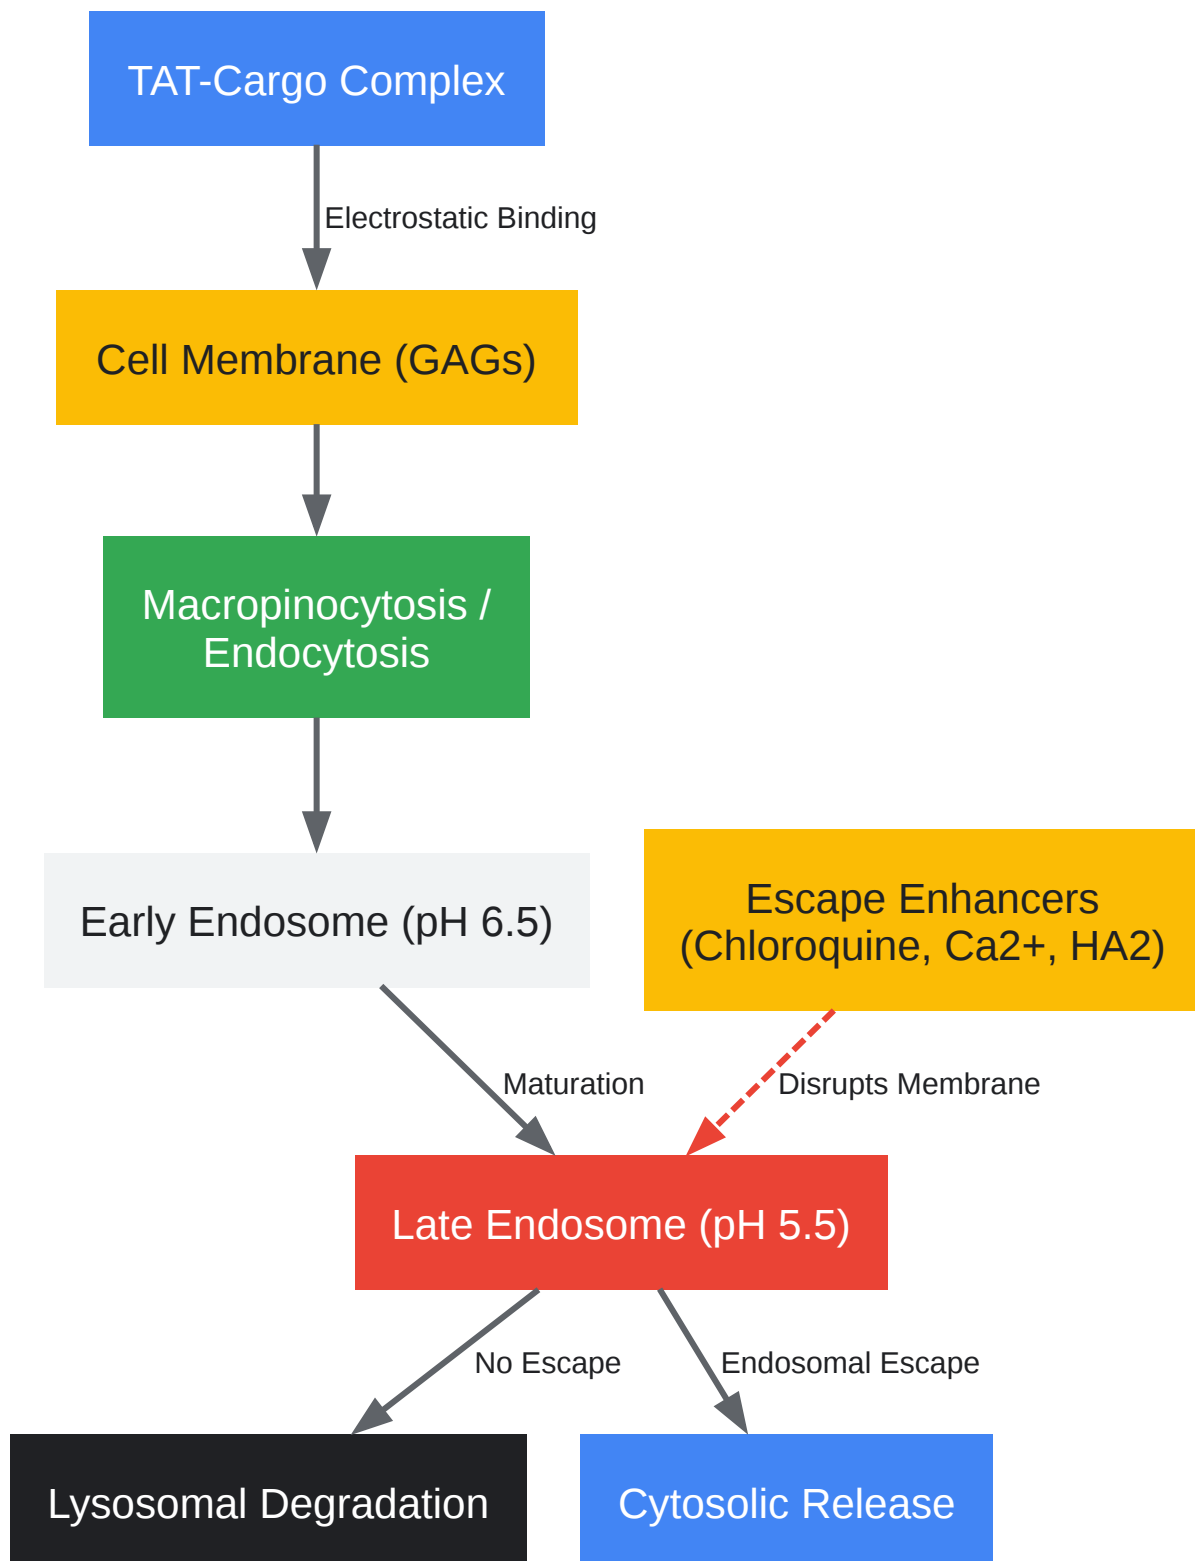 TAT-Cargo Complex
Electrostatic Binding
Cell Membrane (GAGs)
Macropinocytosis /
Endocytosis
Early Endosome (pH 6.5)
Escape Enhancers
(Chloroquine, Ca2+, HA2)
Maturation
Disrupts Membrane
Late Endosome (pH 5.5)
No Escape
Endosomal Escape
Lysosomal Degradation
Cytosolic Release